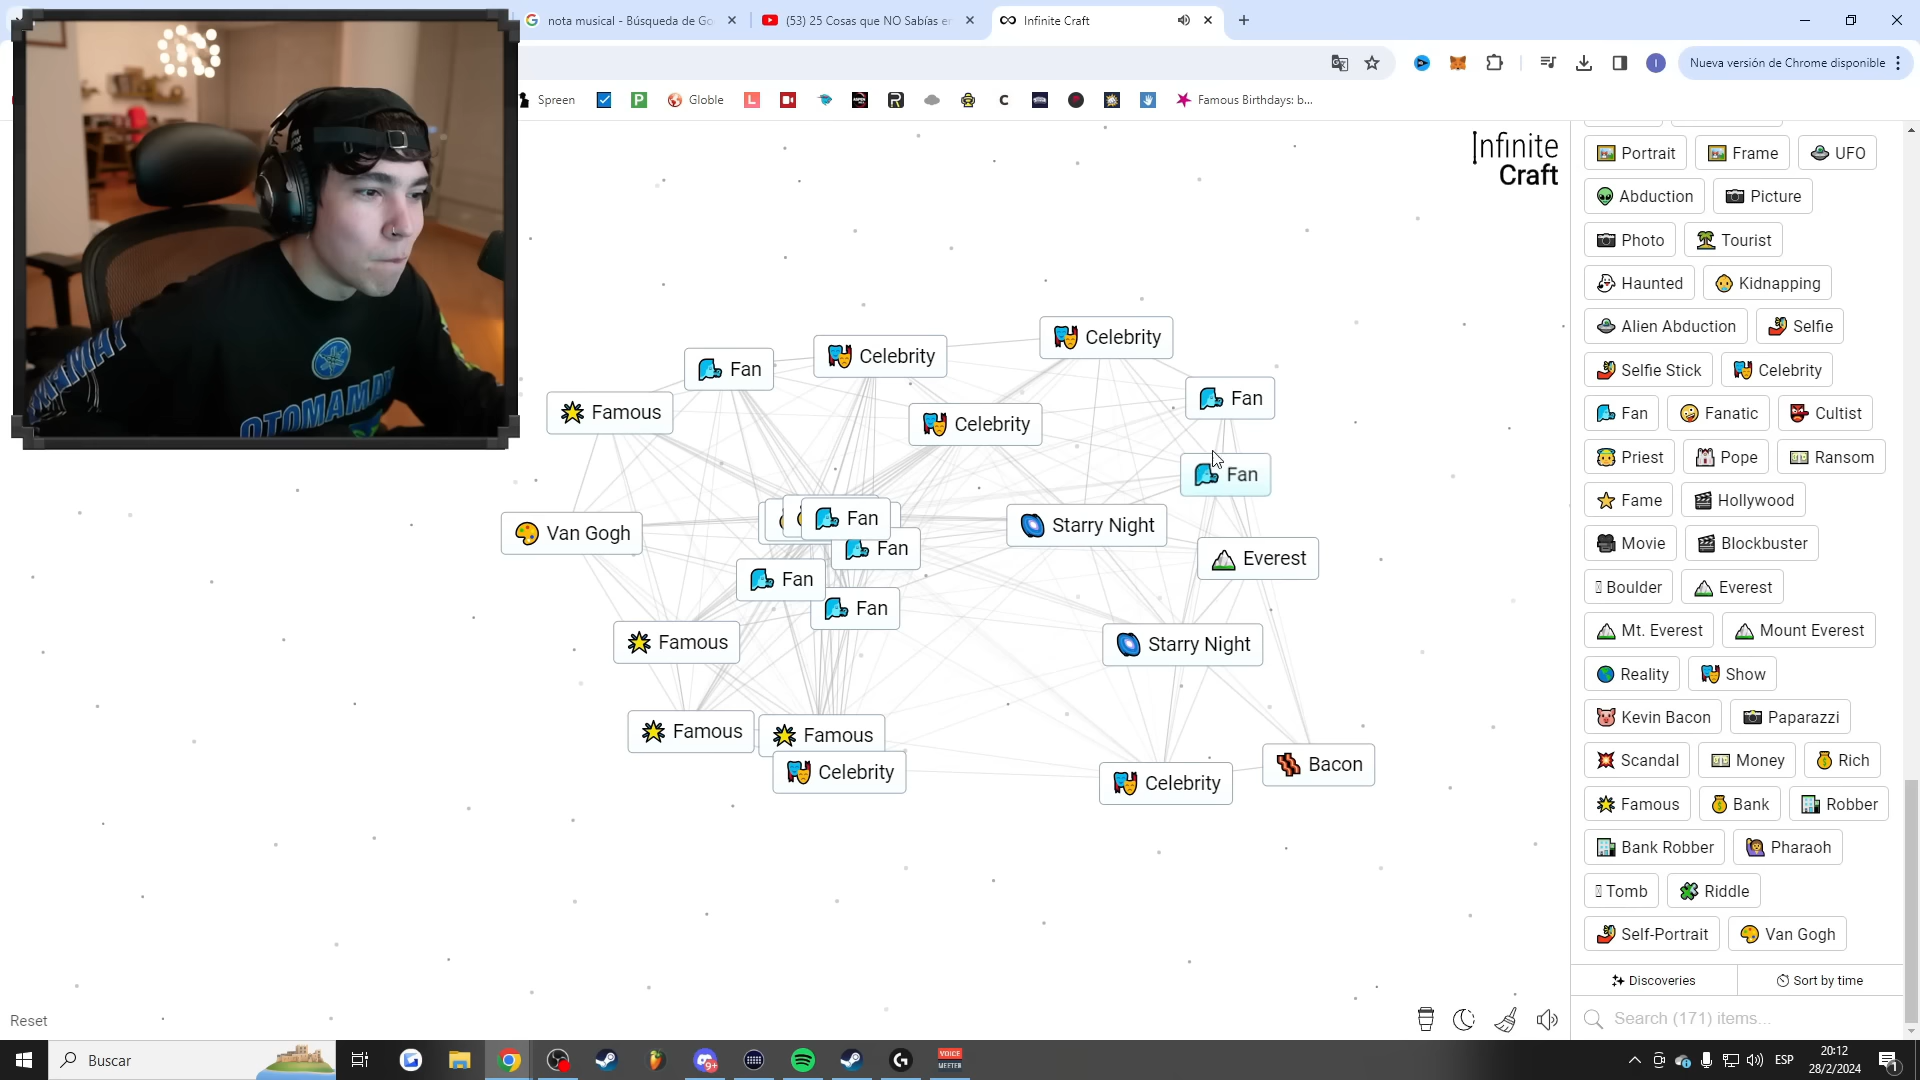 nota musical - Búsqueda de Go
(53) 25 Cosas que NO Sabías en
Infinite Craft
Nueva versión de Chrome disponible
Spreen
Globle
Famous Birthdays: b...
Infinite
Craft
Portrait
Frame
UFO
Abduction
Picture
Photo
Tourist
Haunted
Kidnapping
Alien Abduction
Selfie
Selfie Stick
Celebrity
Fan
Fanatic
Cultist
Priest
Pope
Ransom
Fame
Hollywood
Movie
Blockbuster
Boulder
Everest
Mt. Everest
Mount Everest
Reality
Show
Kevin Bacon
Paparazzi
Scandal
Money
Rich
Famous
Bank
Robber
Bank Robber
Pharaoh
Tomb
Riddle
Self-Portrait
Van Gogh
Discoveries
Sort by time
Search (171) items...
Celebrity
Celebrity
Fan
Fan
Famous
Celebrity
Fan
Fan
Starry Night
Van Gogh
Fan
Everest
Fan
Fan
Famous
Starry Night
Famous
Famous
Celebrity
Celebrity
Bacon
OTOMAMAY
Reset
Buscar
9+
VOICE
MEETER
ESP
20:12
28/2/2024
1